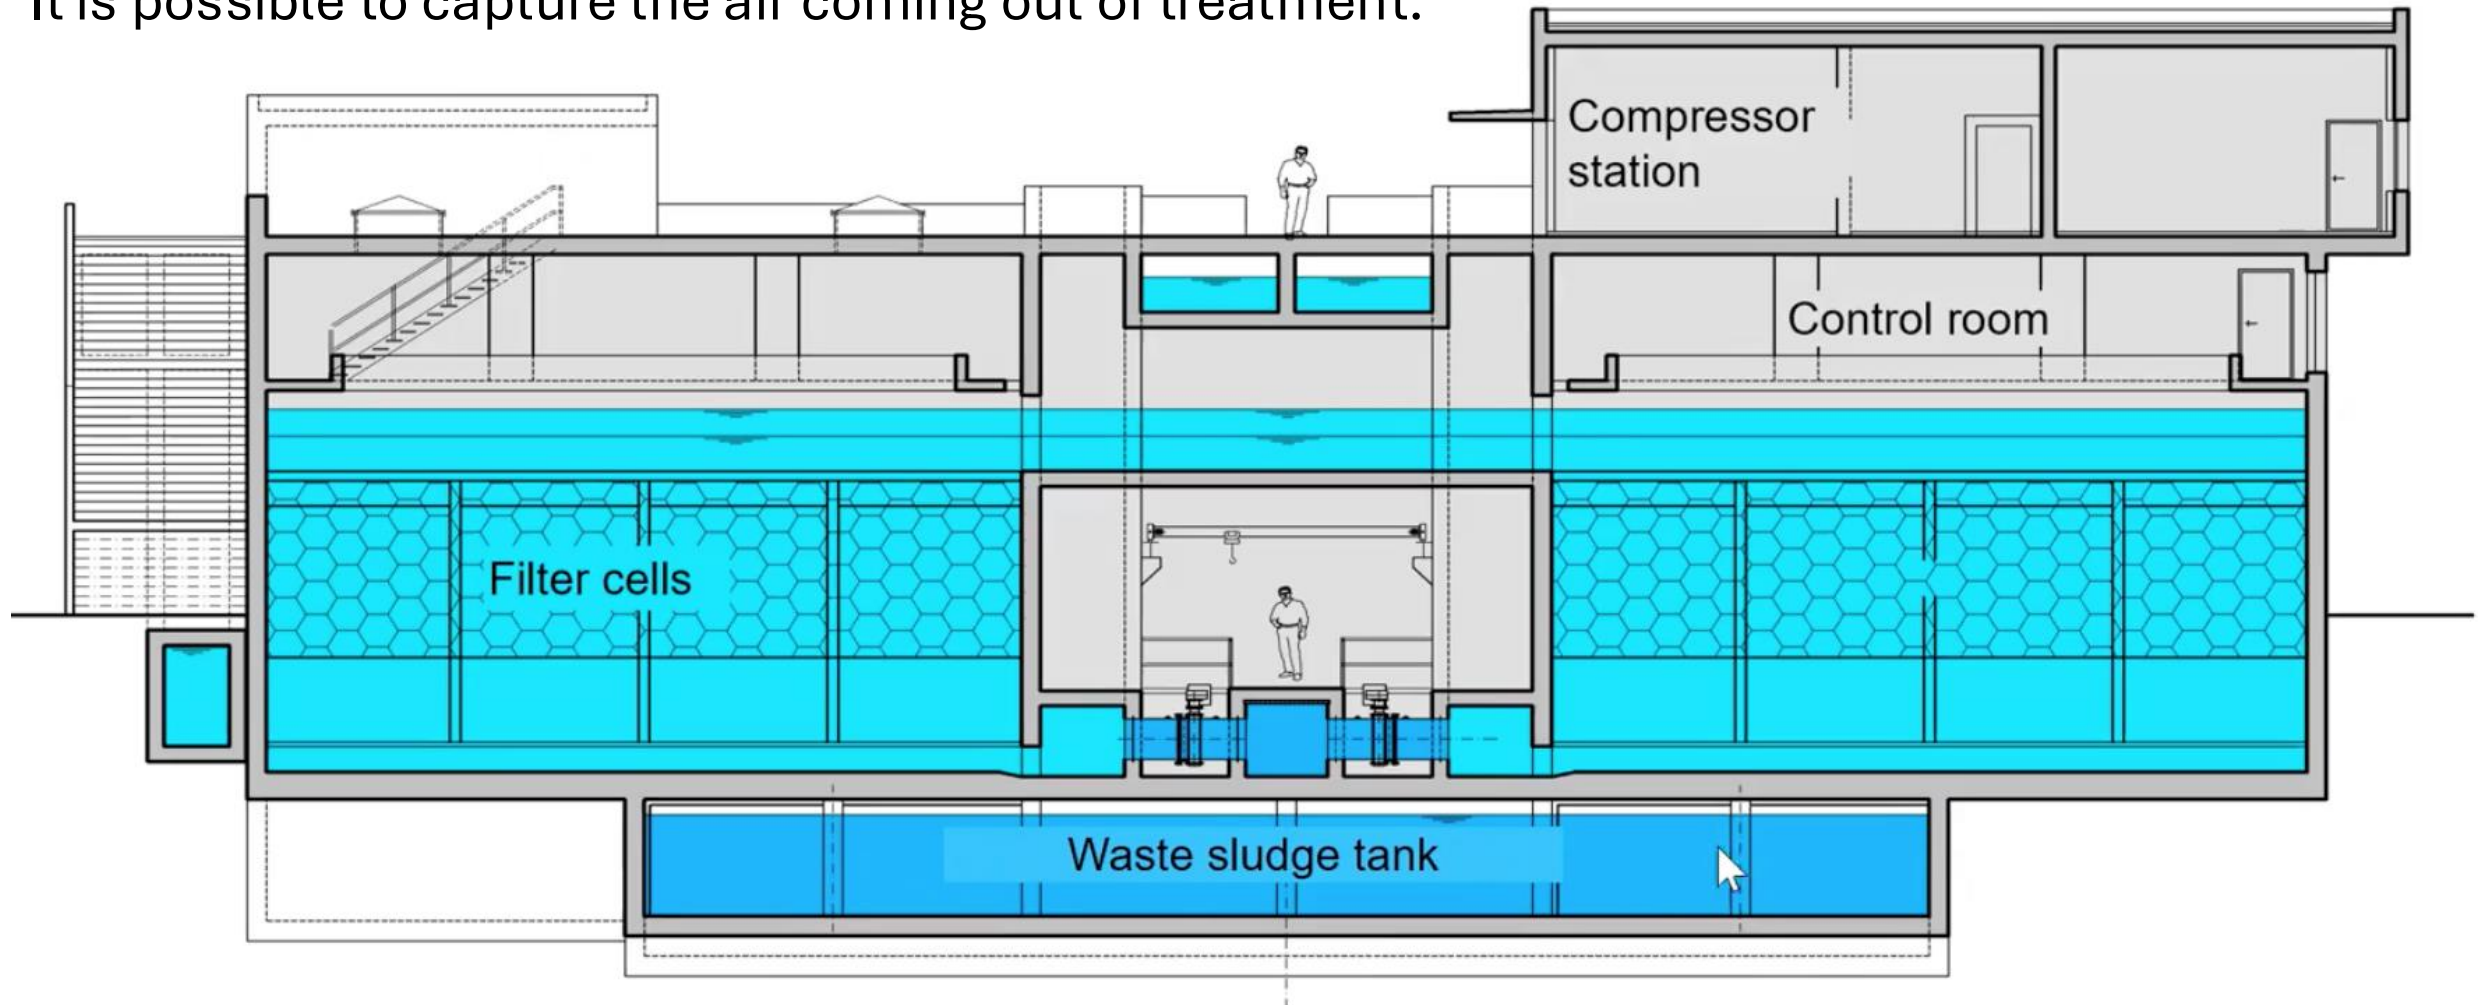 It is possible to capture the air coming out of treatment.
Compressor
station
Control room
Filter cells
Waste sludge tank